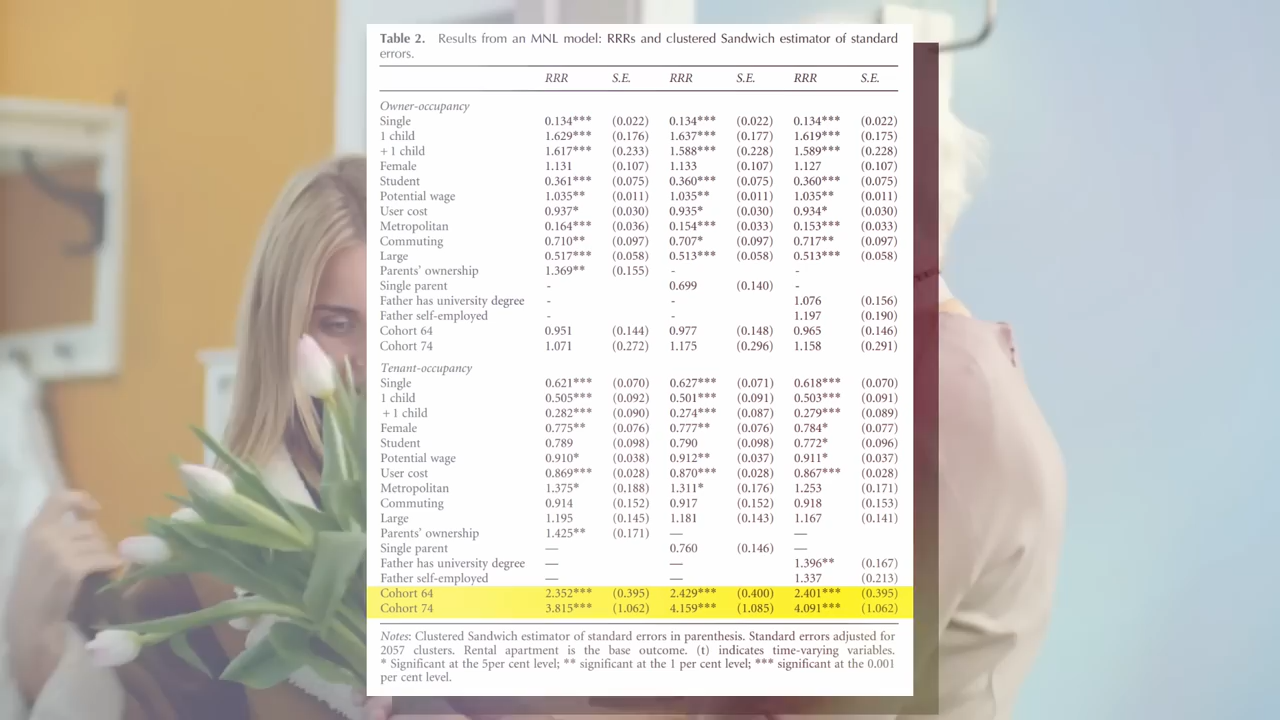 Table 2. Results from an MNL model: RRRs and clustered Sandwich estimator of standard
errors.
RRR S.E. RRR S.E. RRR S.E.
Owner-occupancy
Single 0.134*** (0.022) 0.134*** (0.022) 0.134*** (0.022)
1 child 1.629*** (0.176) 1.637*** (0.177) 1.619*** (0.175)
+ 1 child 1.617*** (0.233) 1.588*** (0.228) 1.589*** (0.228)
Female 1.131 (0.107) 1.133 (0.107) 1.127 (0.107)
Student 0.361*** (0.075) 0.360*** (0.075) 0.360*** (0.075)
Potential wage 1.035** (0.011) 1.035** (0.011) 1.035** (0.011)
User cost 0.937* (0.030) 0.935* (0.030) 0.934* (0.030)
Metropolitan 0.164*** (0.036) 0.154*** (0.033) 0.153*** (0.033)
Commuting 0.710** (0.097) 0.707* (0.097) 0.717** (0.097)
Large 0.517*** (0.058) 0.513*** (0.058) 0.513*** (0.058)
Parents' ownership 1.369** (0.155) - -
Single parent - 0.699 (0.140) -
Father has university degree - - 1.076 (0.156)
Father self-employed - - 1.197 (0.190)
Cohort 64 0.951 (0.144) 0.977 (0.148) 0.965 (0.146)
Cohort 74 1.071 (0.272) 1.175 (0.296) 1.158 (0.291)
Tenant-occupancy
Single 0.621*** (0.070) 0.627*** (0.071) 0.618*** (0.070)
1 child 0.505*** (0.092) 0.501*** (0.091) 0.503*** (0.091)
+ 1 child 0.282*** (0.090) 0.274*** (0.087) 0.279*** (0.089)
Female 0.775** (0.076) 0.777** (0.076) 0.784* (0.077)
Student 0.789 (0.098) 0.790 (0.098) 0.772* (0.096)
Potential wage 0.910* (0.038) 0.912** (0.037) 0.911* (0.037)
User cost 0.869*** (0.028) 0.870*** (0.028) 0.867*** (0.028)
Metropolitan 1.375* (0.188) 1.311* (0.176) 1.253 (0.171)
Commuting 0.914 (0.152) 0.917 (0.152) 0.918 (0.153)
Large 1.195 (0.145) 1.181 (0.143) 1.167 (0.141)
Parents' ownership 1.425** (0.171) — —
Single parent — 0.760 (0.146) —
Father has university degree — — 1.396** (0.167)
Father self-employed — — 1.337 (0.213)
Cohort 64 2.352*** (0.395) 2.429*** (0.400) 2.401*** (0.395)
Cohort 74 3.815*** (1.062) 4.159*** (1.085) 4.091*** (1.062)
Notes: Clustered Sandwich estimator of standard errors in parenthesis. Standard errors adjusted for
2057 clusters. Rental apartment is the base outcome. (t) indicates time-varying variables.
* Significant at the 5per cent level; ** significant at the 1 per cent level; *** significant at the 0.001
per cent level.